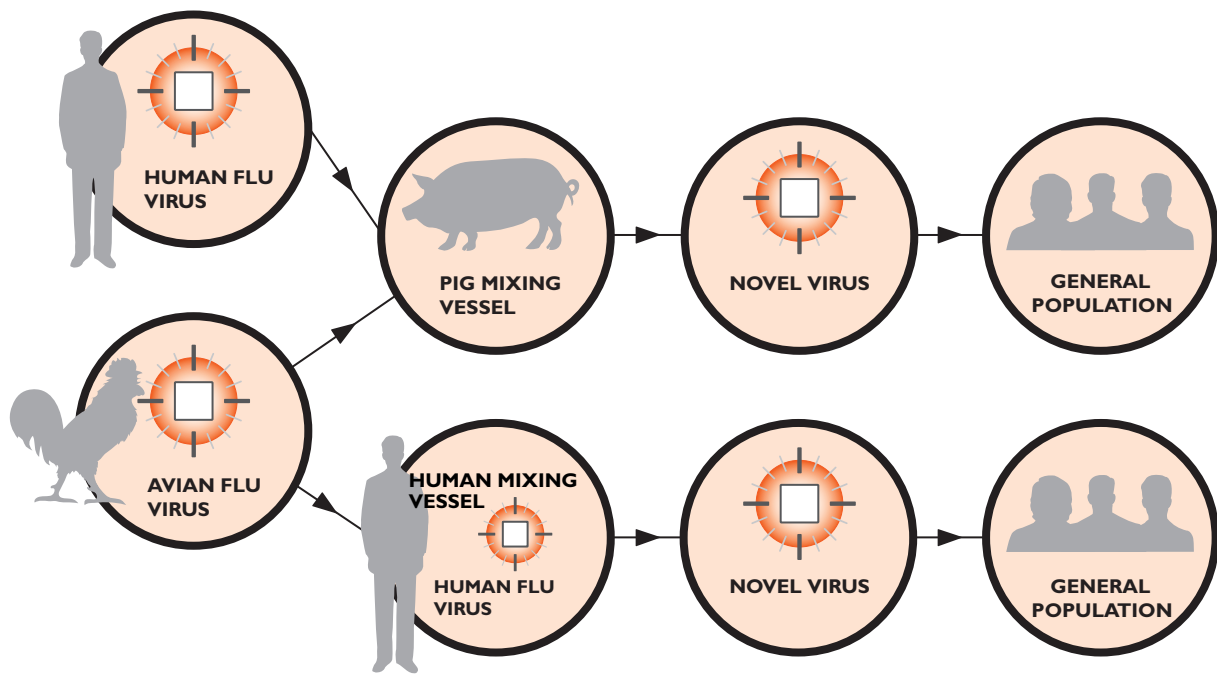 HUMAN FLU
VIRUS
PIG MIXING
VESSEL
NOVEL VIRUS
GENERAL
POPULATION
AVIAN FLU
VIRUS
HUMAN MIXING
VESSEL
HUMAN FLU
VIRUS
NOVEL VIRUS
GENERAL
POPULATION